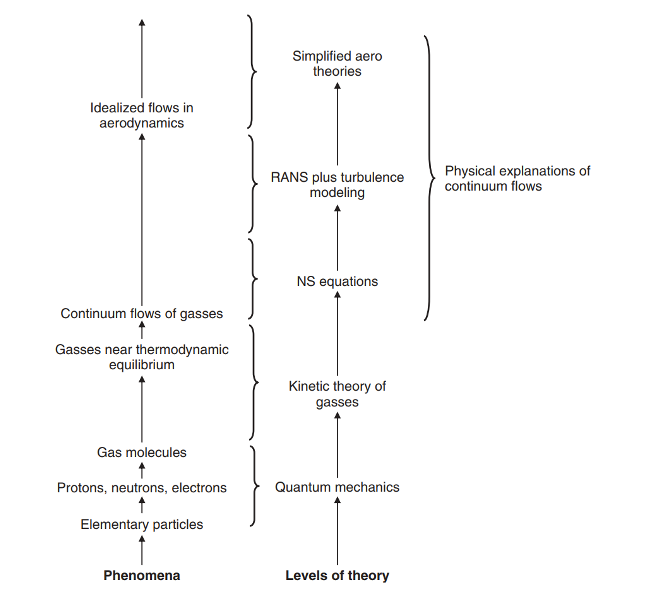 Simplified aero
theories
Idealized flows in
aerodynamics
RANS plus turbulence
modeling
Physical explanations of
continuum flows
NS equations
Continuum flows of gasses
Gasses near thermodynamic
equilibrium
Kinetic theory of
gasses
Gas molecules
Protons, neutrons, electrons
Quantum mechanics
Elementary particles
Phenomena
Levels of theory